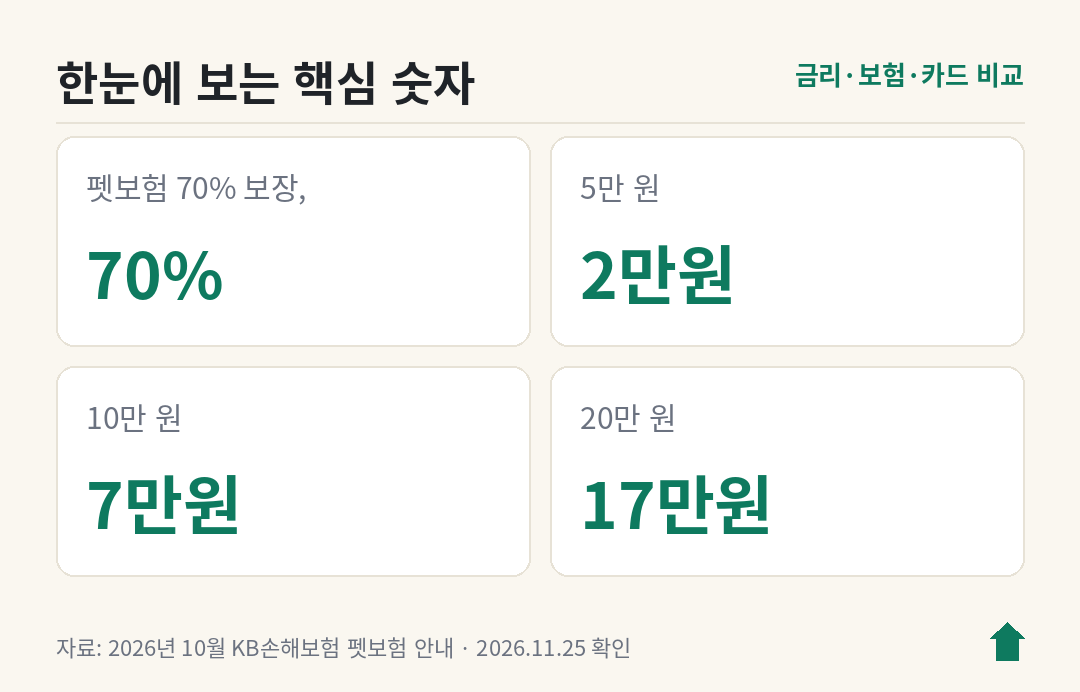 한눈에 보는 핵심 숫자
금리·보험·카드 비교
펫보험 70% 보장,
70%
5만 원
2만원
10만 원
7만원
20만 원
17만원
자료: 2026년 10월 KB손해보험 펫보험 안내 · 2026.11.25 확인